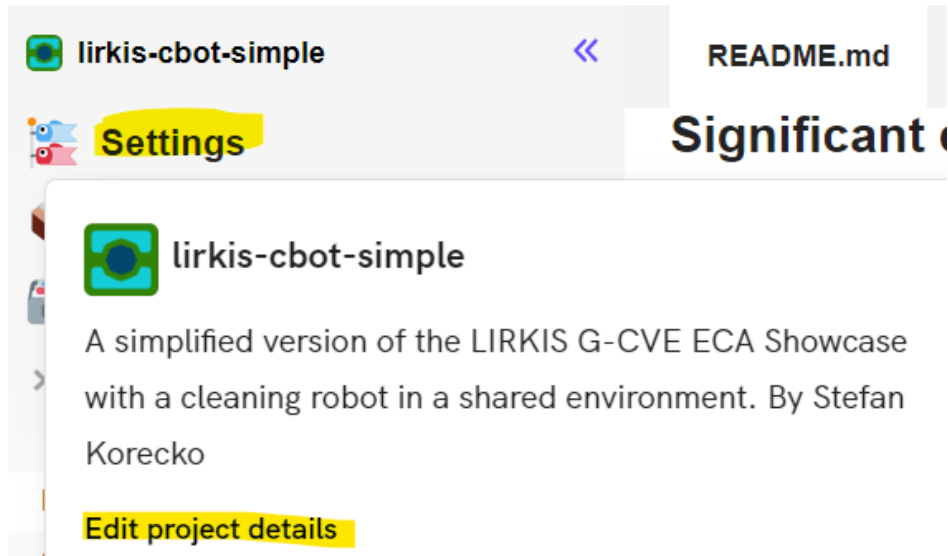 lirkis-cbot-simple
README.md
Settings
Significant
lirkis-cbot-simple
A simplified version of the LIRKIS G-CVE ECA Showcase
with a cleaning robot in a shared environment. By Stefan
Korecko
Edit project details